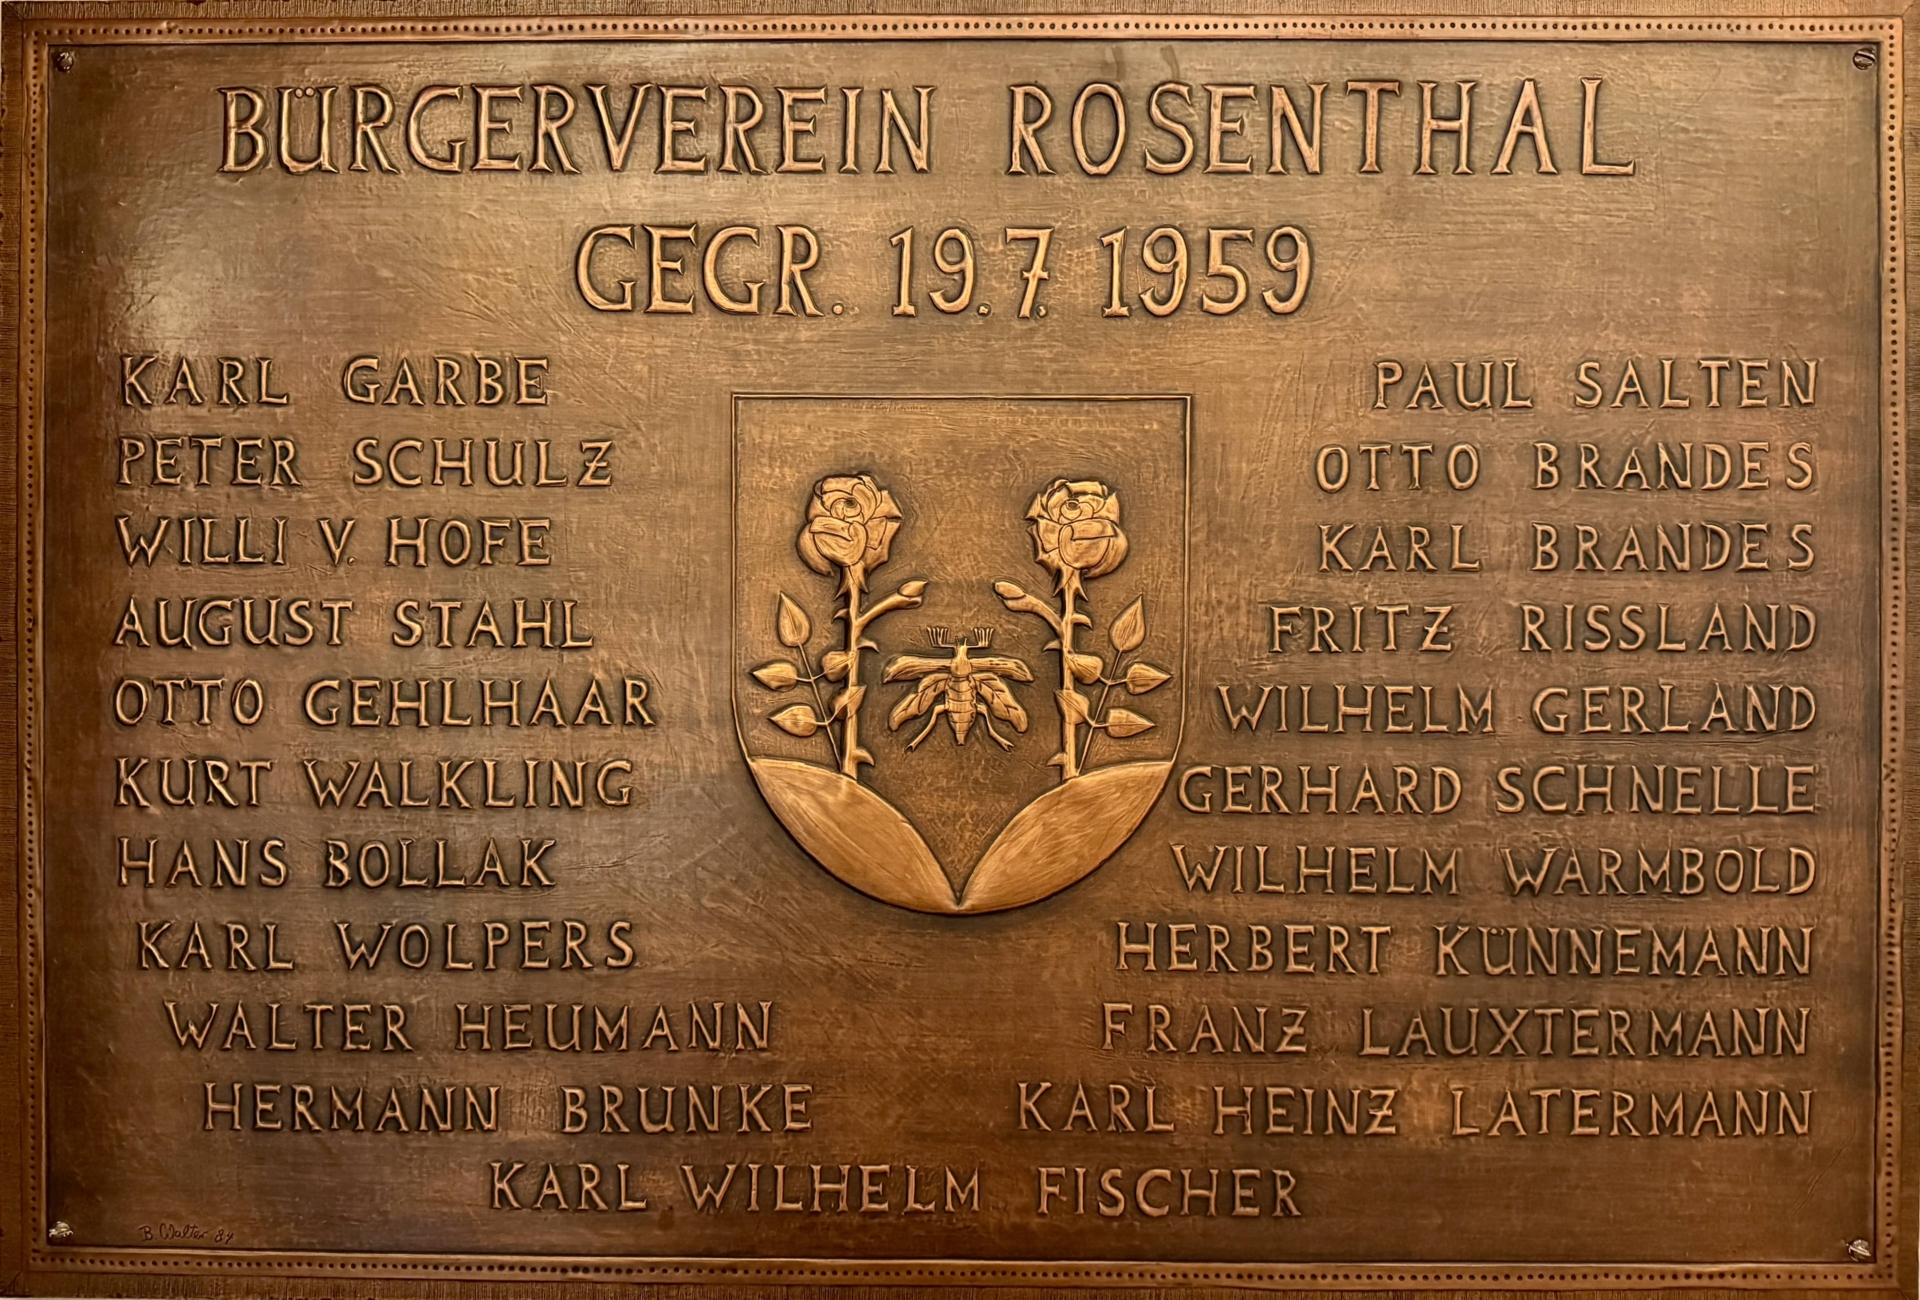 BÜRGERVEREIN ROSENTHAL
GEGR. 19.7. 1959
KARL GARBE
PETER SCHULZ
WILLI V. HOFE
AUGUST STAHL
OTTO GEHLHAAR
KURT WALKLING
HANS BOLLAK
KARL WOLPERS
WALTER HEUMANN
HERMANN BRUNKE
PAUL SALTEN
OTTO BRANDES
KARL BRANDES
FRITZ RISSLAND
WILHELM GERLAND
GERHARD SCHNELLE
WILHELM WARMBOLD
HERBERT KÜNNEMANN
FRANZ LAUXTERMANN
KARL HEINZ LATERMANN
KARL WILHELM FISCHER
B. Walter 84